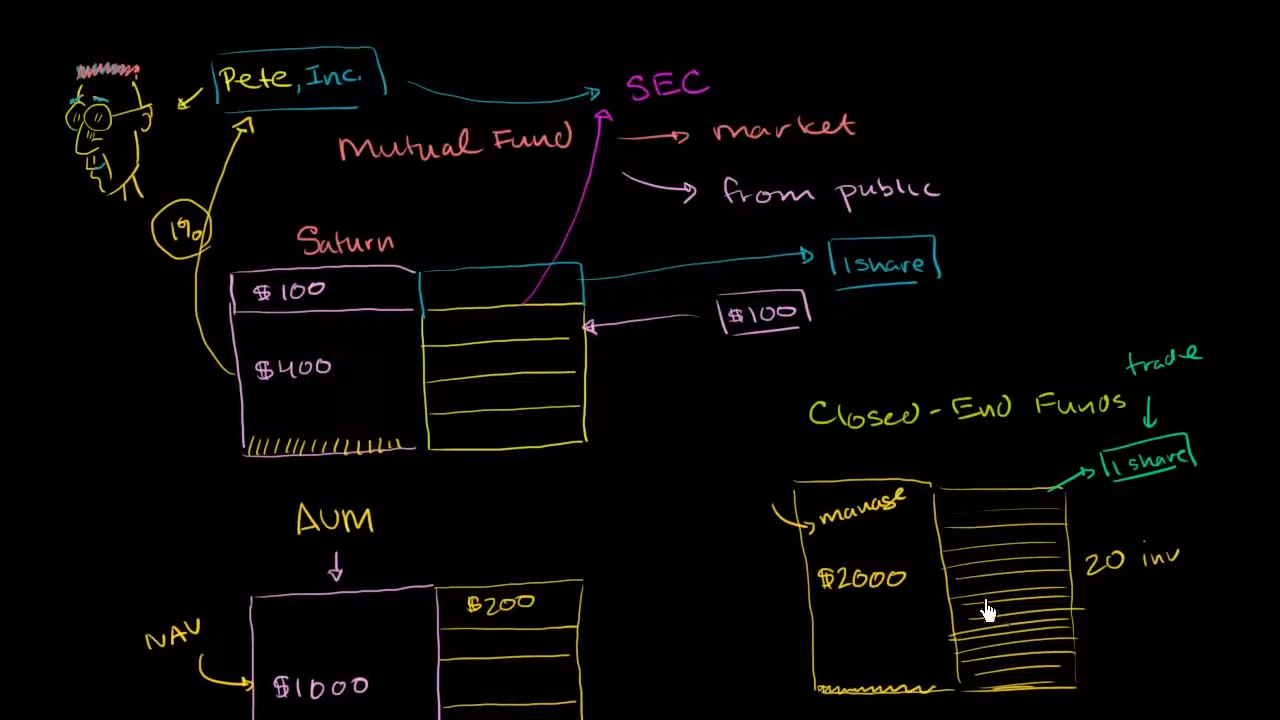 Pete, Inc.
SEC
Mutual Fund
market
from public
1%
Saturn
$100
1 share
$100
$400
trade
Closed-End Funds
1 share
manage
$2000
20 inv
AUM
$200
NAV
$1000